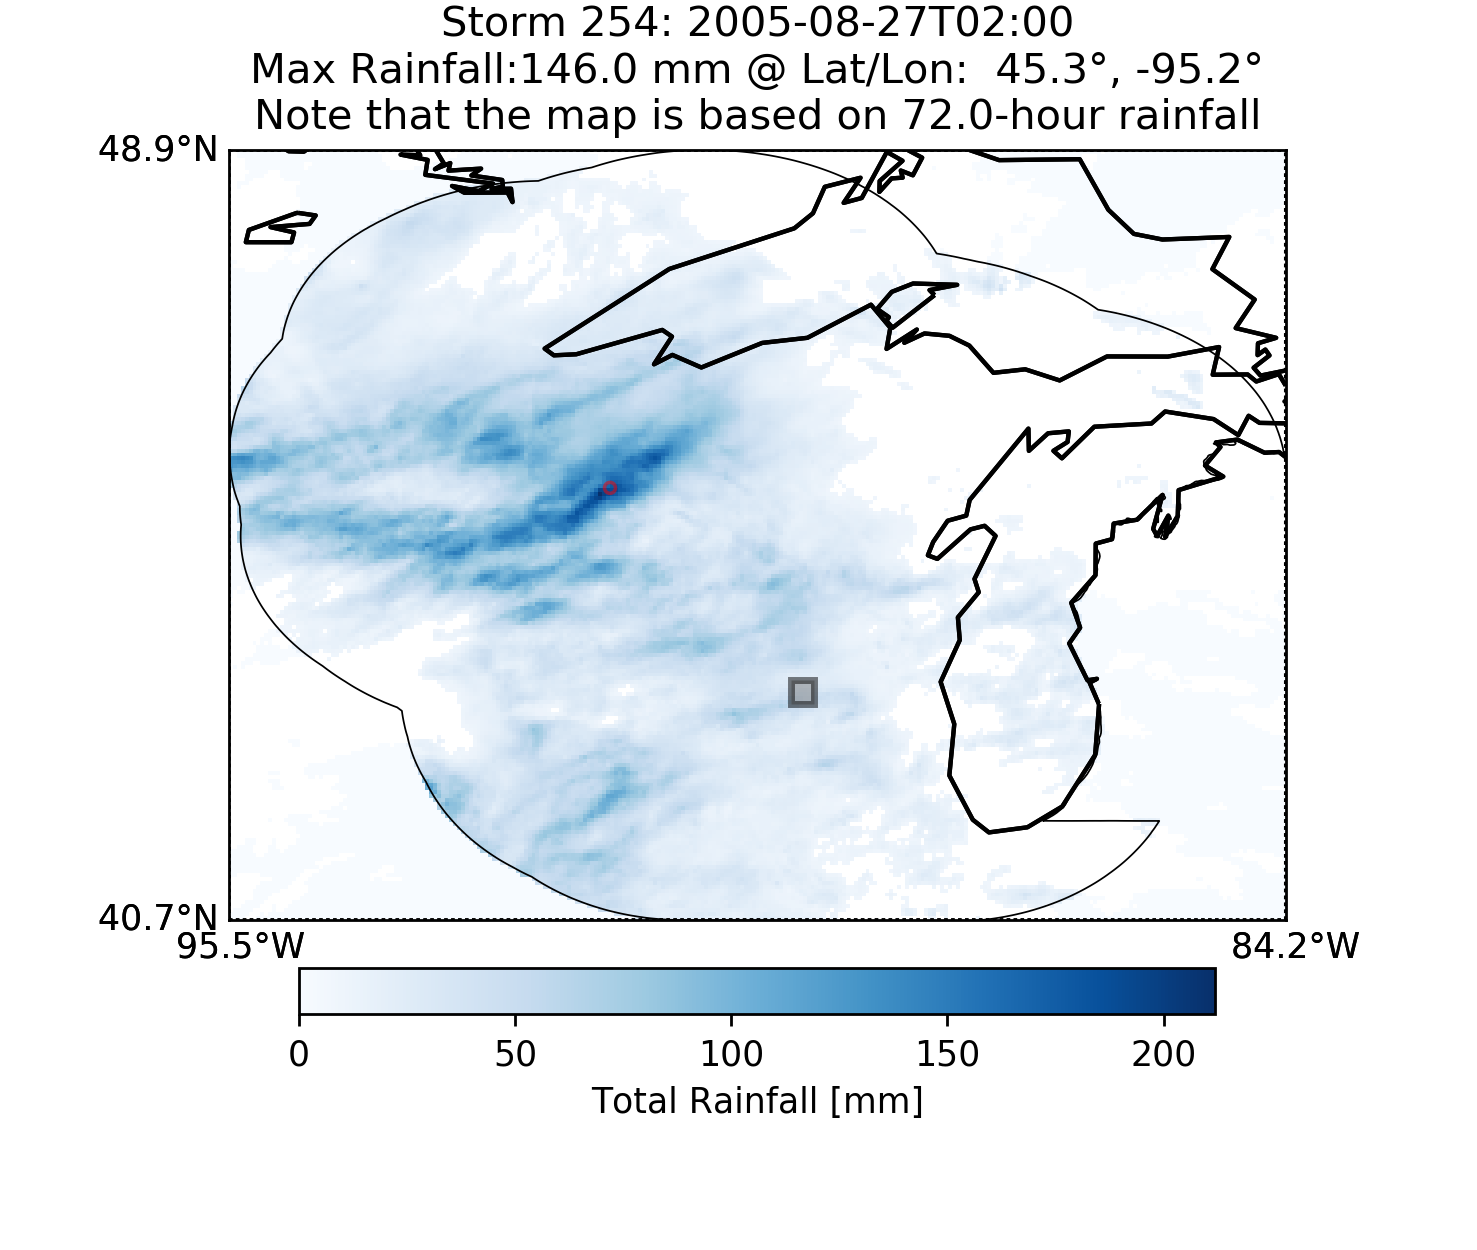 Storm 254: 2005-08-27T02:00
Max Rainfall:146.0 mm @ Lat/Lon:  45.3°, -95.2°
Note that the map is based on 72.0-hour rainfall
48.9°N
40.7°N
95.5°W
84.2°W
0
50
100
150
200
Total Rainfall [mm]